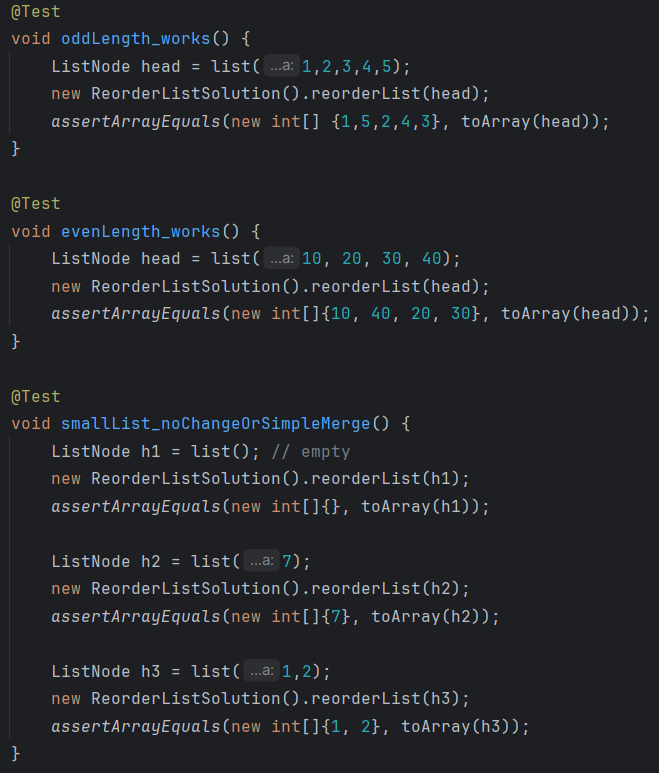 @Test
void oddLength_works() {
    ListNode head = list(…a: 1,2,3,4,5);
    new ReorderListSolution().reorderList(head);
    assertArrayEquals(new int[] {1,5,2,4,3}, toArray(head));
}
@Test
void evenLength_works() {
    ListNode head = list(…a: 10, 20, 30, 40);
    new ReorderListSolution().reorderList(head);
    assertArrayEquals(new int[]{10, 40, 20, 30}, toArray(head));
}
@Test
void smallList_noChangeOrSimpleMerge() {
    ListNode h1 = list(); // empty
    new ReorderListSolution().reorderList(h1);
    assertArrayEquals(new int[]{}, toArray(h1));
    ListNode h2 = list(…a: 7);
    new ReorderListSolution().reorderList(h2);
    assertArrayEquals(new int[]{7}, toArray(h2));
    ListNode h3 = list(…a: 1,2);
    new ReorderListSolution().reorderList(h3);
    assertArrayEquals(new int[]{1, 2}, toArray(h3));
}